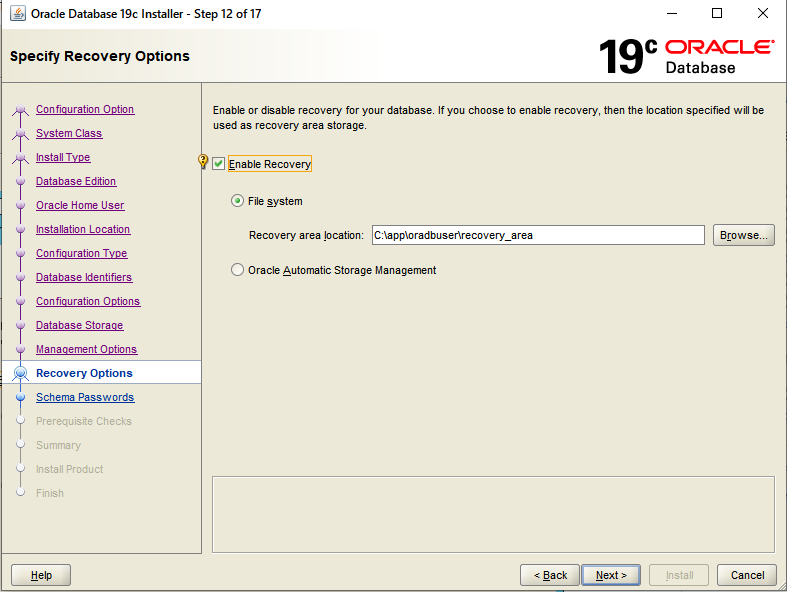 Oracle Database 19c Installer - Step 12 of 17
Specify Recovery Options
19c ORACLE
Database
Configuration Option
System Class
Install Type
Database Edition
Oracle Home User
Installation Location
Configuration Type
Database Identifiers
Configuration Options
Database Storage
Management Options
Recovery Options
Schema Passwords
Prerequisite Checks
Summary
Install Product
Finish
Enable or disable recovery for your database. If you choose to enable recovery, then the location specified will be
used as recovery area storage.
Enable Recovery
File system
Recovery area location: C:\app\oradbuser\recovery_area Browse...
Oracle Automatic Storage Management
Help < Back Next > Install Cancel